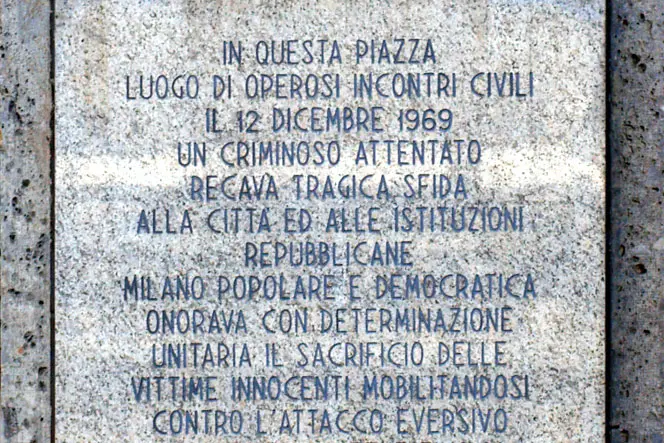 IN QUESTA PIAZZA
LUOGO DI OPEROSI INCONTRI CIVILI
IL 12 DICEMBRE 1969
UN CRIMINOSO ATTENTATO
RECAVA TRAGICA SFIDA
ALLA CITTÀ ED ALLE ISTITUZIONI
REPUBBLICANE
MILANO POPOLARE E DEMOCRATICA
ONORAVA CON DETERMINAZIONE
UNITARIA IL SACRIFICIO DELLE
VITTIME INNOCENTI MOBILITANDOSI
CONTRO L'ATTACCO EVERSIVO